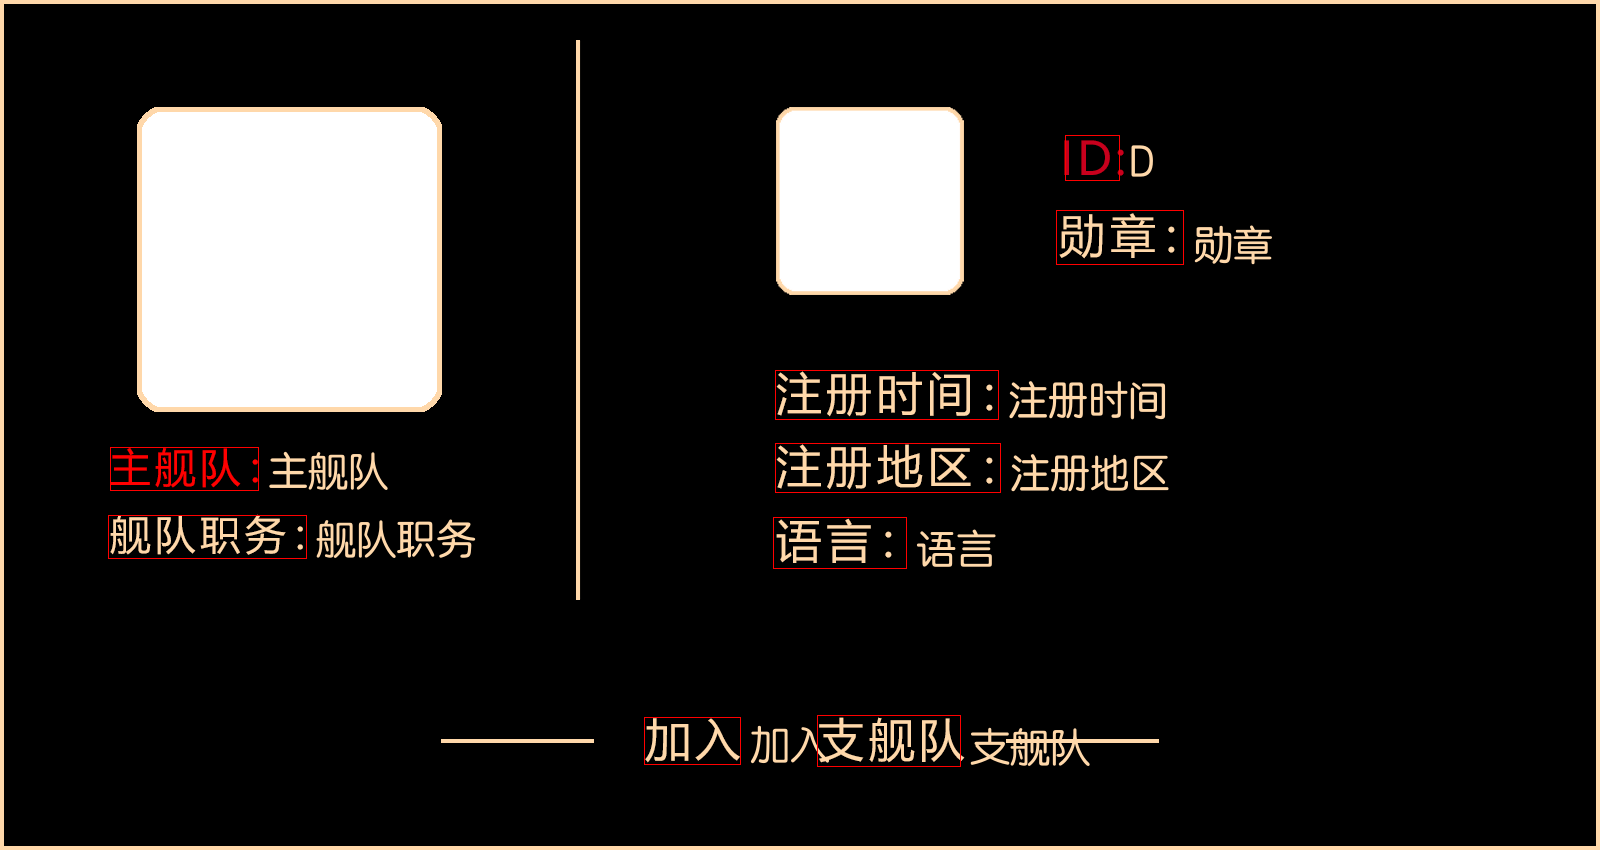 主舰队：主舰队
舰队职务：舰队职务
ID:D
勋章：勋章
注册时间：注册时间
注册地区：注册地区
语言：语言
加入 加入 支舰队 支舰队